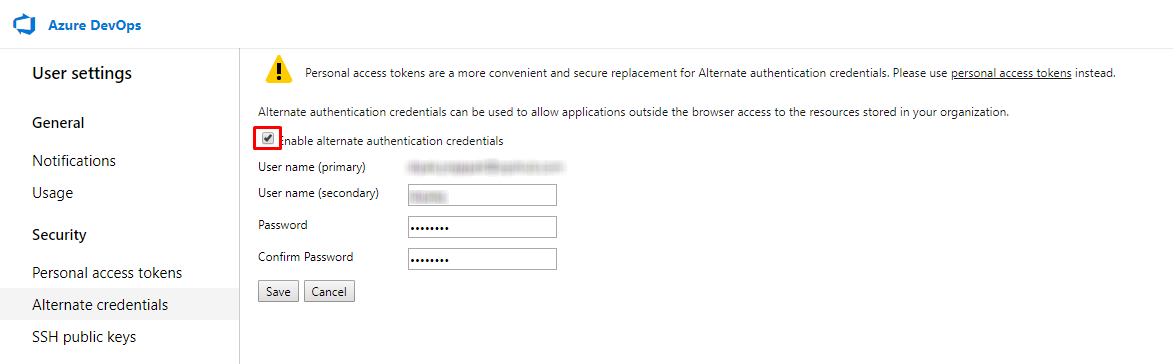 Azure DevOps
User settings
General
Notifications
Usage
Security
Personal access tokens
Alternate credentials
SSH public keys
Personal access tokens are a more convenient and secure replacement for Alternate authentication credentials. Please use personal access tokens instead.
Alternate authentication credentials can be used to allow applications outside the browser access to the resources stored in your organization.
Enable alternate authentication credentials
User name (primary)
User name (secondary)
Password ••••••••
Confirm Password ••••••••
Save Cancel